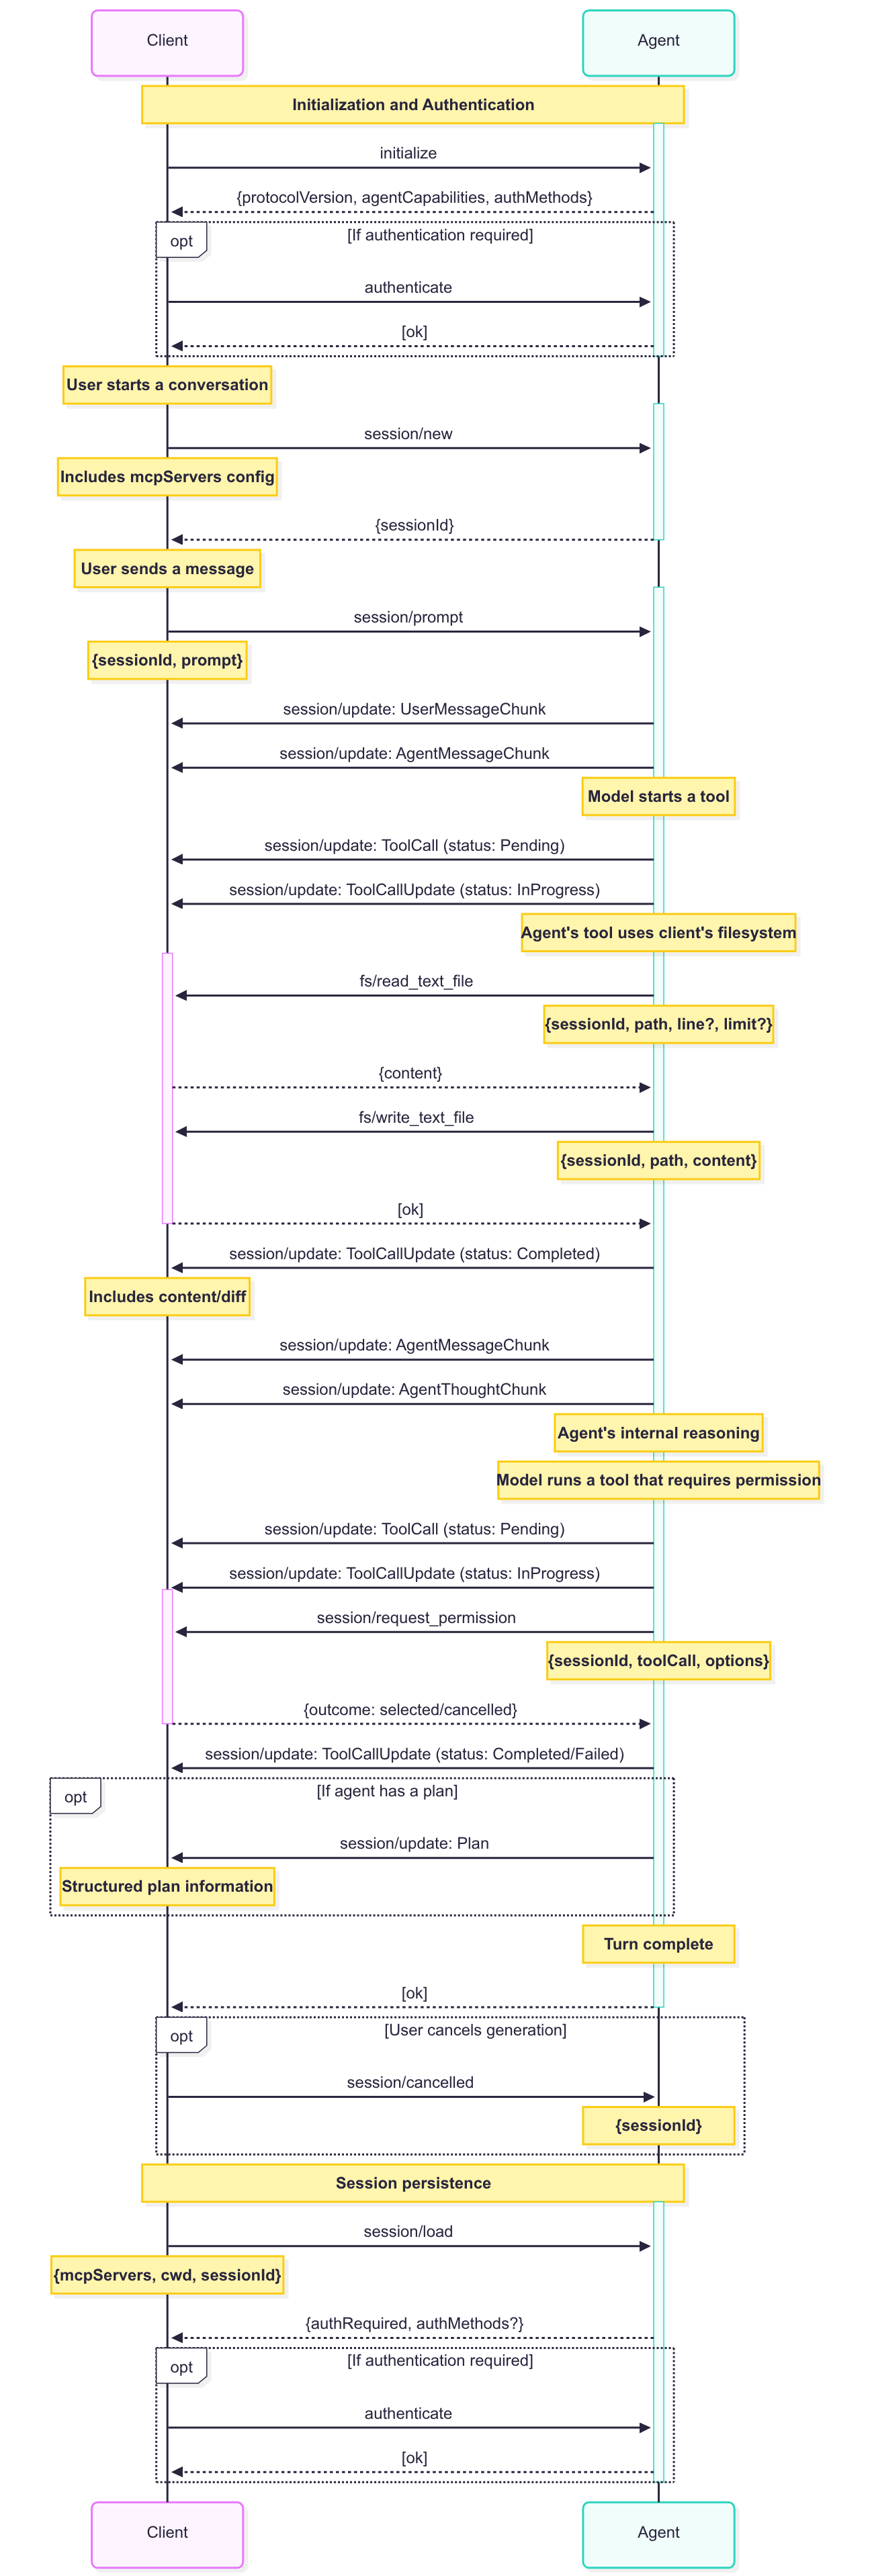 Client
Agent
Initialization and Authentication
initialize
{protocolVersion, agentCapabilities, authMethods}
opt
[If authentication required]
authenticate
[ok]
User starts a conversation
session/new
Includes mcpServers config
{sessionId}
User sends a message
session/prompt
{sessionId, prompt}
session/update: UserMessageChunk
session/update: AgentMessageChunk
Model starts a tool
session/update: ToolCall (status: Pending)
session/update: ToolCallUpdate (status: InProgress)
Agent's tool uses client's filesystem
fs/read_text_file
{sessionId, path, line?, limit?}
{content}
fs/write_text_file
{sessionId, path, content}
[ok]
session/update: ToolCallUpdate (status: Completed)
Includes content/diff
session/update: AgentMessageChunk
session/update: AgentThoughtChunk
Agent's internal reasoning
Model runs a tool that requires permission
session/update: ToolCall (status: Pending)
session/update: ToolCallUpdate (status: InProgress)
session/request_permission
{sessionId, toolCall, options}
{outcome: selected/cancelled}
session/update: ToolCallUpdate (status: Completed/Failed)
opt
[If agent has a plan]
session/update: Plan
Structured plan information
Turn complete
[ok]
opt
[User cancels generation]
session/cancelled
{sessionId}
Session persistence
session/load
{mcpServers, cwd, sessionId}
{authRequired, authMethods?}
opt
[If authentication required]
authenticate
[ok]
Client
Agent